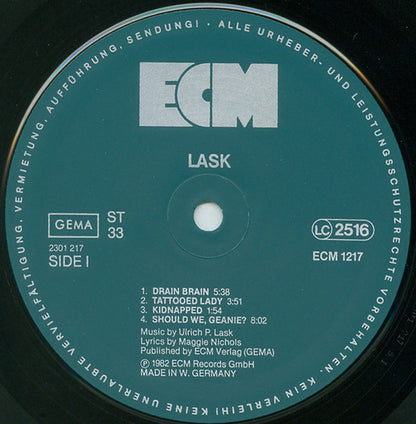 ALLE URHEBER- UND LEISTUNGSSCHUTZRECHTE VORBEHALTEN. KEIN VERLEIH! KEINE UNERLAUBTE VERVIELFÄLTIGUNG, VERMIETUNG, AUFFÜHRUNG, SENDUNG! ·
ECM
LASK
GEMA
ST
33
2301 217
SIDE I
LC 2516
ECM 1217
1. DRAIN BRAIN 5:38
2. TATTOOED LADY 3:51
3. KIDNAPPED 1:54
4. SHOULD WE, GEANIE? 8:02
Music by Ulrich P. Lask
Lyrics by Maggie Nichols
Published by ECM Verlag (GEMA)
Ⓟ 1982 ECM Records GmbH
MADE IN W. GERMANY